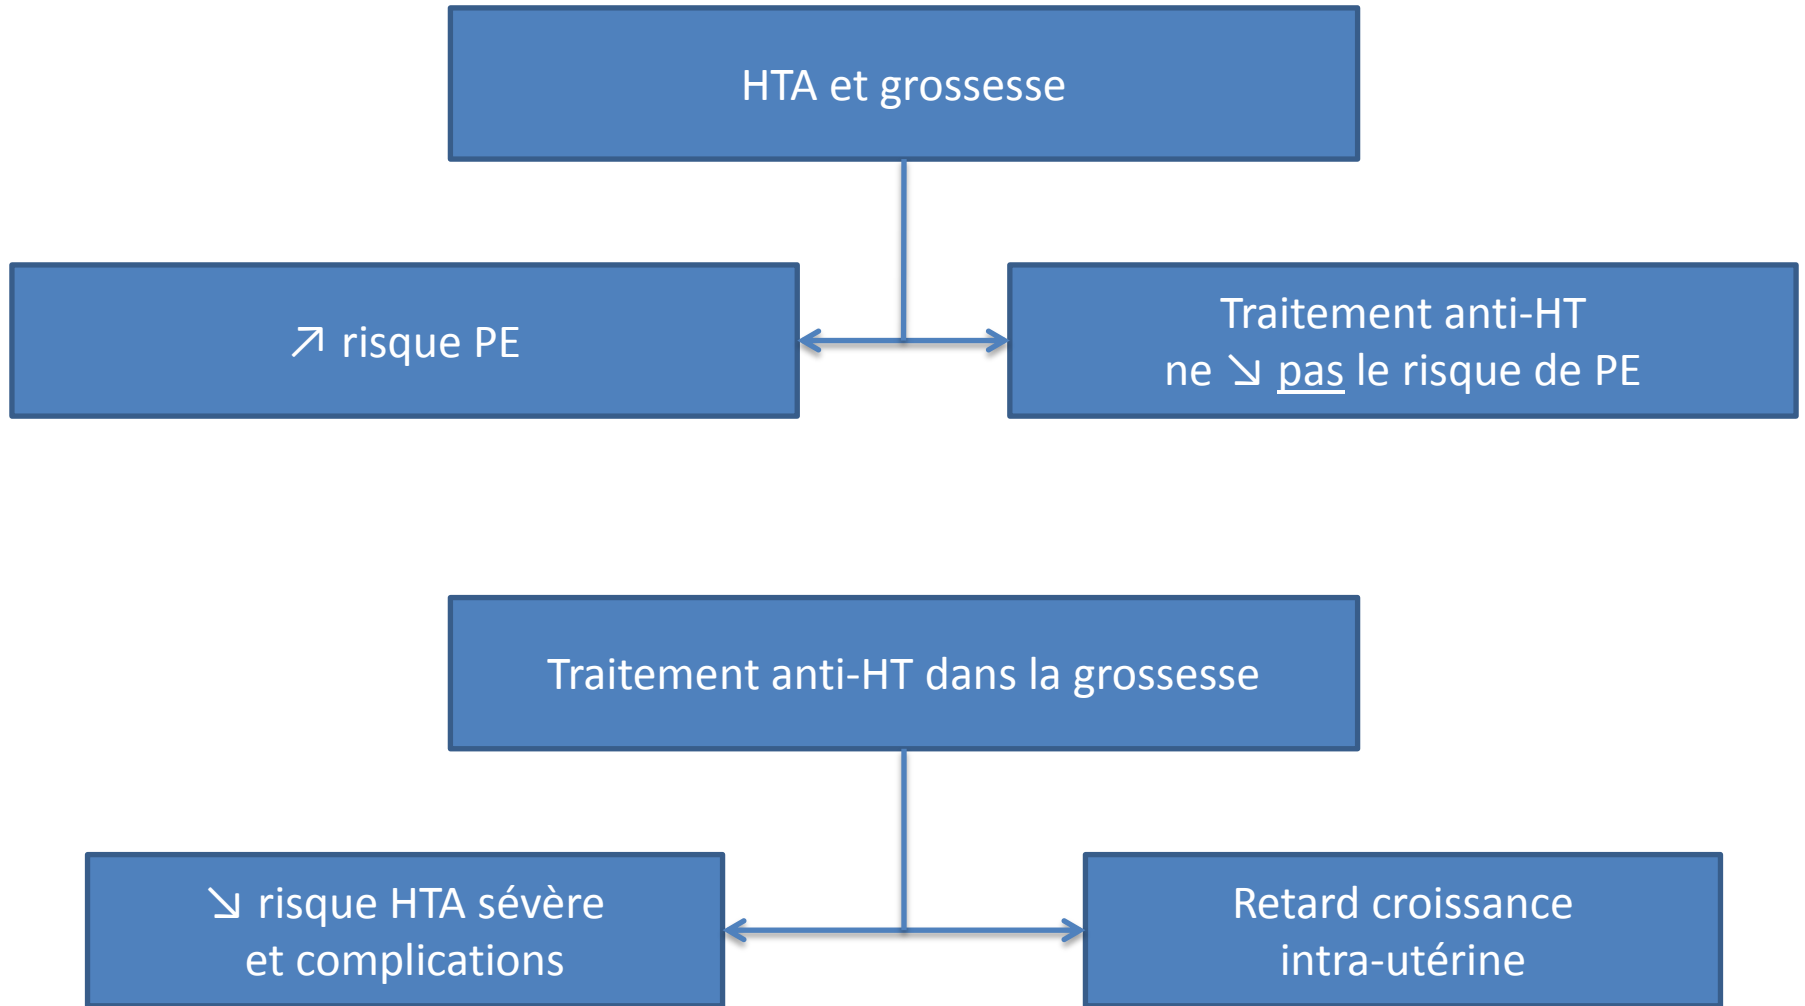 HTA et grossesse
↗ risque PE
Traitement anti-HT
ne ↘ pas le risque de PE
Traitement anti-HT dans la grossesse
↘ risque HTA sévère
et complications
Retard croissance
intra-utérine